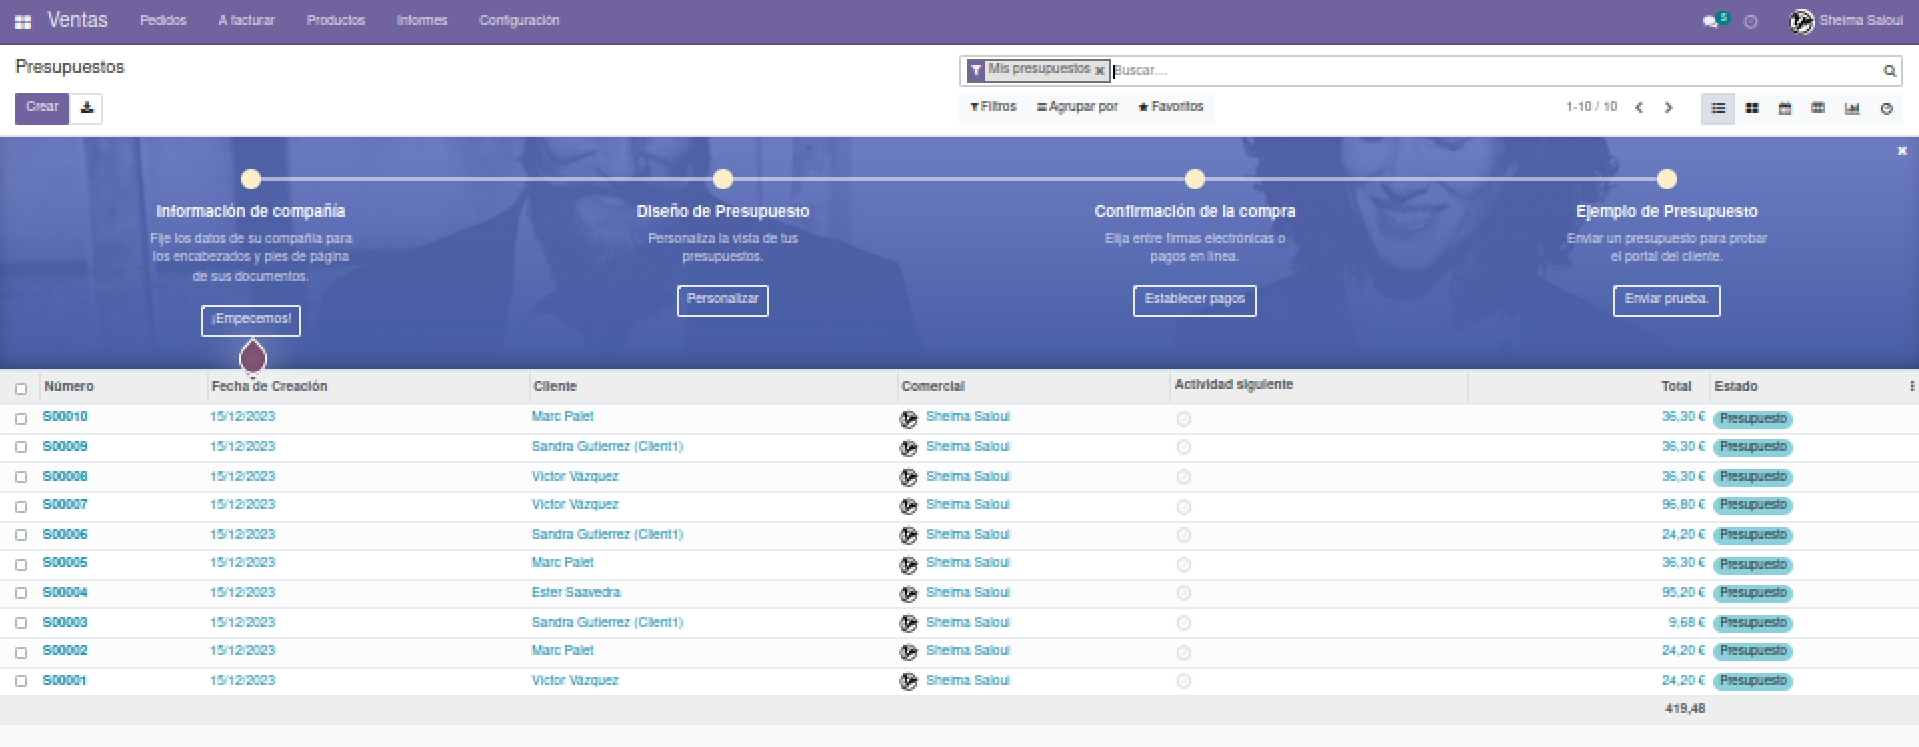 Ventas Pedidos A facturar Productos Informes Configuración 5 Sheima Saloui
Presupuestos
Mis presupuestos Buscar...
Crear
Filtros Agrupar por Favoritos 1-10 / 10
Información de compañía
Fije los datos de su compañía para
los encabezados y pies de página
de sus documentos.
¡Empecemos!
Diseño de Presupuesto
Personaliza la vista de tus
presupuestos.
Personalizar
Confirmación de la compra
Elija entre firmas electrónicas o
pagos en línea.
Establecer pagos
Ejemplo de Presupuesto
Enviar un presupuesto para probar
el portal del cliente.
Enviar prueba.
Número Fecha de Creación Cliente Comercial Actividad siguiente Total Estado
S00010 15/12/2023 Marc Palet Sheima Saloui 36,30 € Presupuesto
S00009 15/12/2023 Sandra Gutierrez (Client1) Sheima Saloui 36,30 € Presupuesto
S00008 15/12/2023 Victor Vázquez Sheima Saloui 36,30 € Presupuesto
S00007 15/12/2023 Victor Vázquez Sheima Saloui 96,80 € Presupuesto
S00006 15/12/2023 Sandra Gutierrez (Client1) Sheima Saloui 24,20 € Presupuesto
S00005 15/12/2023 Marc Palet Sheima Saloui 36,30 € Presupuesto
S00004 15/12/2023 Ester Saavedra Sheima Saloui 95,20 € Presupuesto
S00003 15/12/2023 Sandra Gutierrez (Client1) Sheima Saloui 9,68 € Presupuesto
S00002 15/12/2023 Marc Palet Sheima Saloui 24,20 € Presupuesto
S00001 15/12/2023 Victor Vázquez Sheima Saloui 24,20 € Presupuesto
419,48